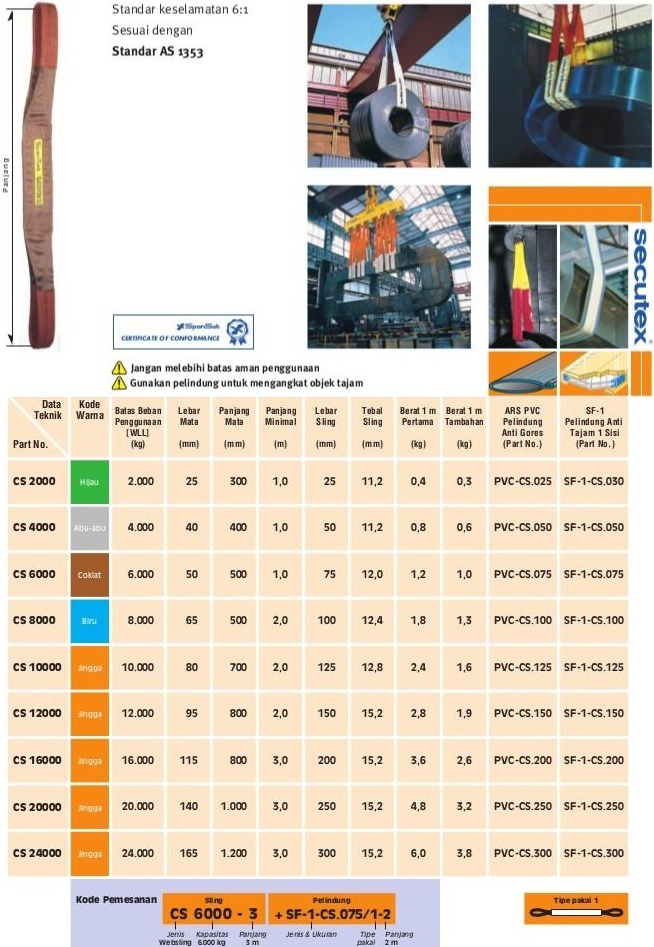 Standar keselamatan 6:1
Sesuai dengan
Standar AS 1353
Panjang
SpanSet
CERTIFICATE OF CONFORMANCE
secutex
Jangan melebihi batas aman penggunaan
Gunakan pelindung untuk mengangkat objek tajam
Data Teknik Part No. Kode Warna Batas Beban Penggunaan [WLL] (kg) Lebar Mata (mm) Panjang Mata (mm) Panjang Minimal (m) Lebar Sling (mm) Tebal Sling (mm) Berat 1 m Pertama (kg) Berat 1 m Tambahan (kg) ARS PVC Pelindung Anti Gores (Part No.) SF-1 Pelindung Anti Tajam 1 Sisi (Part No.)
CS 2000 Hijau 2.000 25 300 1,0 25 11,2 0,4 0,3 PVC-CS.025 SF-1-CS.030
CS 4000 Abu-abu 4.000 40 400 1,0 50 11,2 0,8 0,6 PVC-CS.050 SF-1-CS.050
CS 6000 Coklat 6.000 50 500 1,0 75 12,0 1,2 1,0 PVC-CS.075 SF-1-CS.075
CS 8000 Biru 8.000 65 500 2,0 100 12,4 1,8 1,3 PVC-CS.100 SF-1-CS.100
CS 10000 Jingga 10.000 80 700 2,0 125 12,8 2,4 1,6 PVC-CS.125 SF-1-CS.125
CS 12000 Jingga 12.000 95 800 2,0 150 15,2 2,8 1,9 PVC-CS.150 SF-1-CS.150
CS 16000 Jingga 16.000 115 800 3,0 200 15,2 3,6 2,6 PVC-CS.200 SF-1-CS.200
CS 20000 Jingga 20.000 140 1.000 3,0 250 15,2 4,8 3,2 PVC-CS.250 SF-1-CS.250
CS 24000 Jingga 24.000 165 1.200 3,0 300 15,2 6,0 3,8 PVC-CS.300 SF-1-CS.300
Kode Pemesanan Sling Pelindung Tipe pakai 1
CS 6000 - 3 + SF-1-CS.075/1-2
Jenis Kapasitas Panjang Jenis & Ukuran Tipe Panjang
Websling 6.000 kg 3 m pakai 2 m